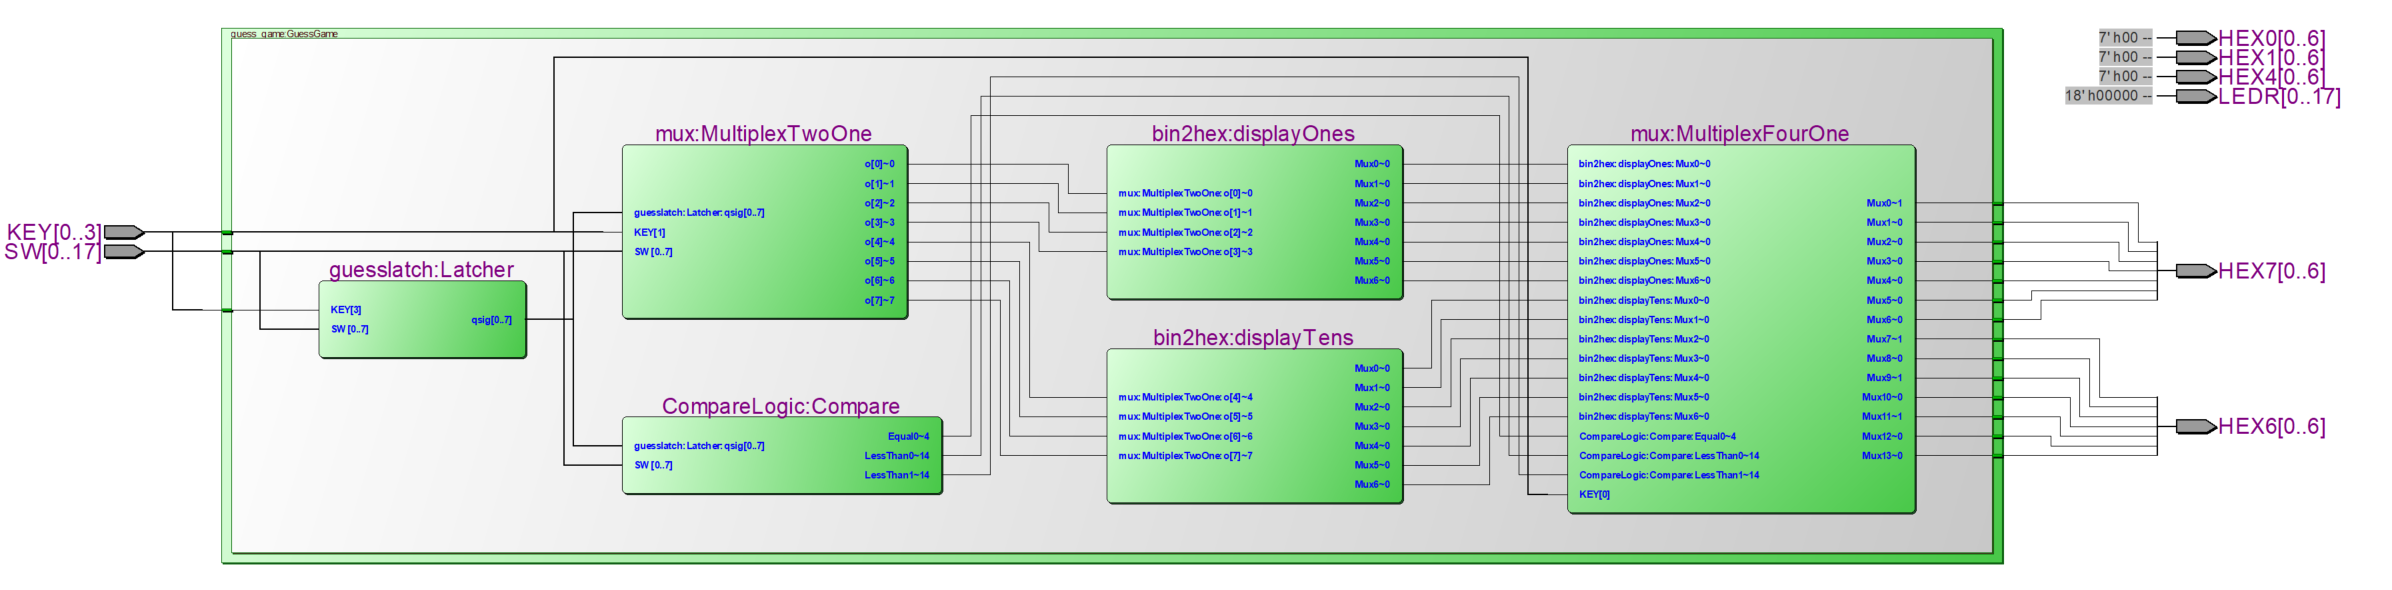 guess_game:GuessGame
7' h00 -- HEX0[0..6]
7' h00 -- HEX1[0..6]
7' h00 -- HEX4[0..6]
18' h00000 -- LEDR[0..17]
KEY[0..3]
SW[0..17]
guesslatch:Latcher
KEY[3]
SW[0..7]
qsig[0..7]
mux:MultiplexTwoOne
guesslatch:Latcher:qsig[0..7]
KEY[1]
SW[0..7]
o[0]~0
o[1]~1
o[2]~2
o[3]~3
o[4]~4
o[5]~5
o[6]~6
o[7]~7
CompareLogic:Compare
guesslatch:Latcher:qsig[0..7]
SW[0..7]
Equal0~4
LessThan0~14
LessThan1~14
bin2hex:displayOnes
mux:MultiplexTwoOne:o[0]~0
mux:MultiplexTwoOne:o[1]~1
mux:MultiplexTwoOne:o[2]~2
mux:MultiplexTwoOne:o[3]~3
Mux0~0
Mux1~0
Mux2~0
Mux3~0
Mux4~0
Mux5~0
Mux6~0
bin2hex:displayTens
mux:MultiplexTwoOne:o[4]~4
mux:MultiplexTwoOne:o[5]~5
mux:MultiplexTwoOne:o[6]~6
mux:MultiplexTwoOne:o[7]~7
Mux0~0
Mux1~0
Mux2~0
Mux3~0
Mux4~0
Mux5~0
Mux6~0
mux:MultiplexFourOne
bin2hex:displayOnes:Mux0~0
bin2hex:displayOnes:Mux1~0
bin2hex:displayOnes:Mux2~0
bin2hex:displayOnes:Mux3~0
bin2hex:displayOnes:Mux4~0
bin2hex:displayOnes:Mux5~0
bin2hex:displayOnes:Mux6~0
bin2hex:displayTens:Mux0~0
bin2hex:displayTens:Mux1~0
bin2hex:displayTens:Mux2~0
bin2hex:displayTens:Mux3~0
bin2hex:displayTens:Mux4~0
bin2hex:displayTens:Mux5~0
bin2hex:displayTens:Mux6~0
CompareLogic:Compare:Equal0~4
CompareLogic:Compare:LessThan0~14
CompareLogic:Compare:LessThan1~14
KEY[0]
Mux0~1
Mux1~0
Mux2~0
Mux3~0
Mux4~0
Mux5~0
Mux6~0
Mux7~1
Mux8~0
Mux9~1
Mux10~0
Mux11~1
Mux12~0
Mux13~0
HEX7[0..6]
HEX6[0..6]